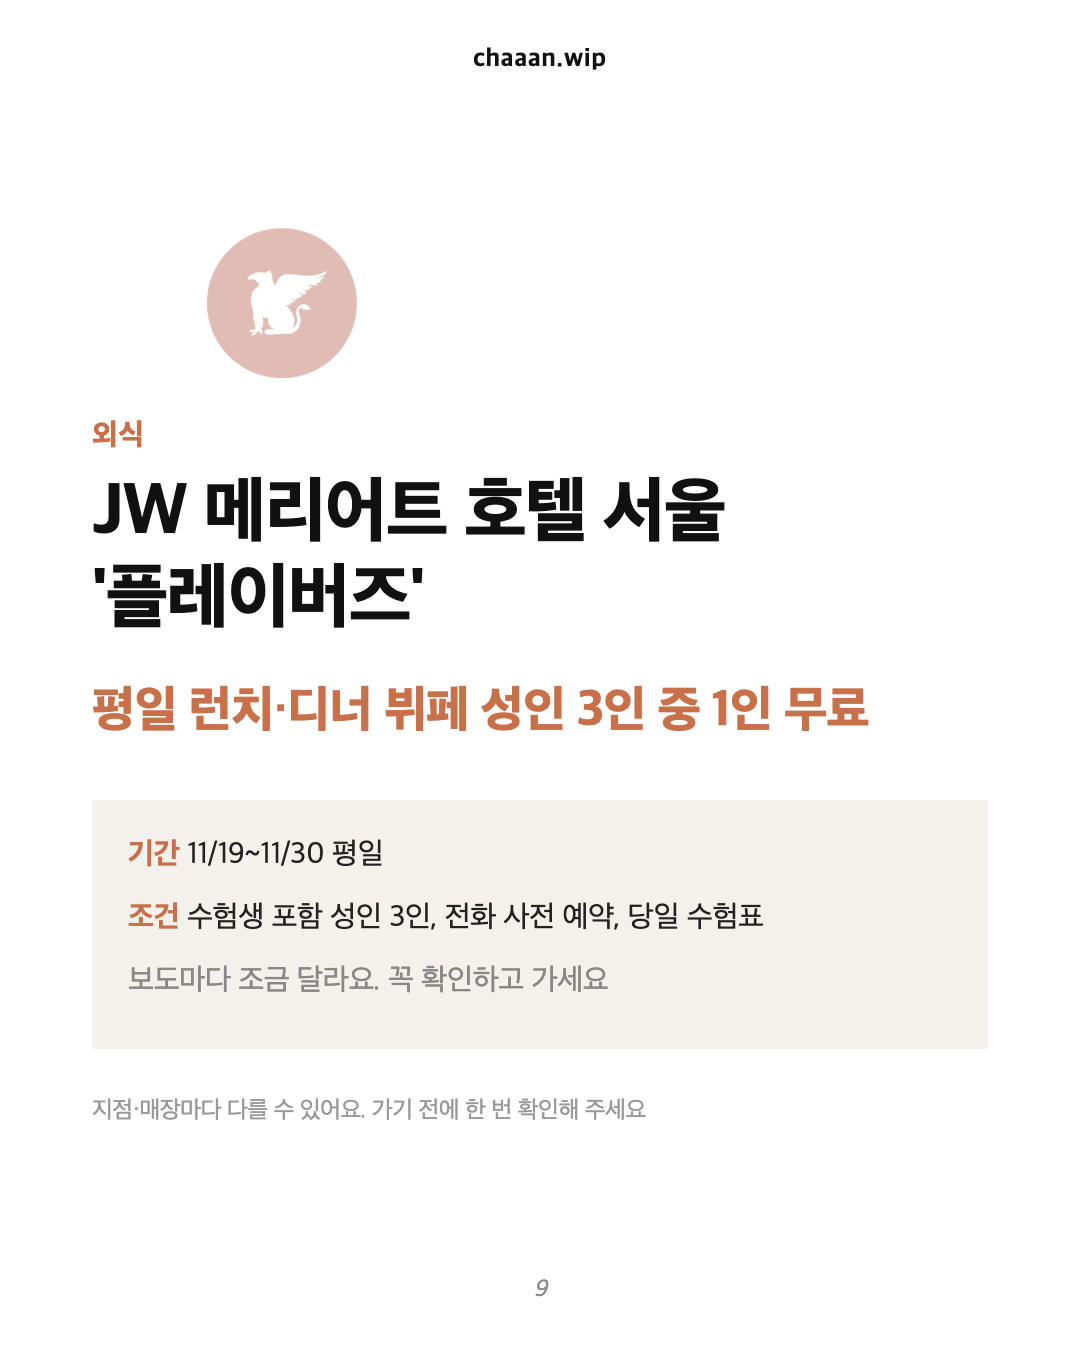 chaaan.wip
외식
JW 메리어트 호텔 서울
'플레이버즈'
평일 런치·디너 뷔페 성인 3인 중 1인 무료
기간 11/19~11/30 평일
조건 수험생 포함 성인 3인, 전화 사전 예약, 당일 수험표
보도마다 조금 달라요. 꼭 확인하고 가세요
지점·매장마다 다를 수 있어요. 가기 전에 한 번 확인해 주세요
9